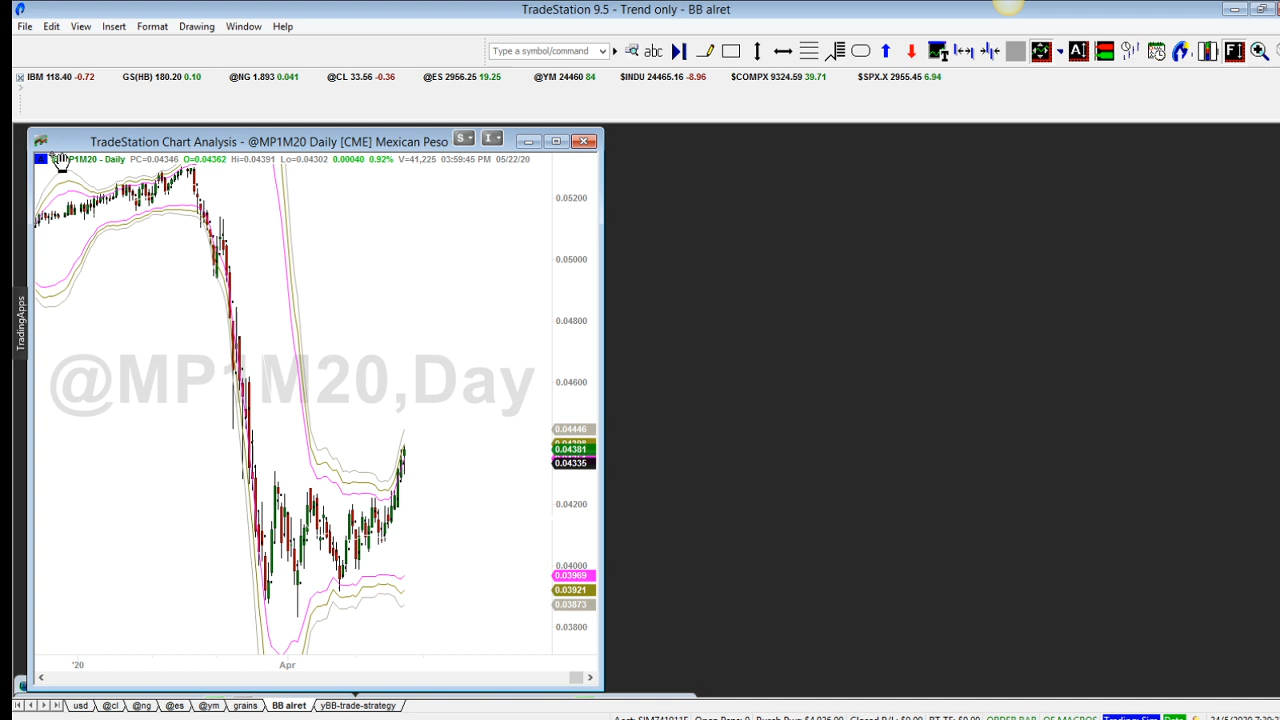 TradeStation 9.5 - Trend only - BB alret
File Edit View Insert Format Drawing Window Help
Type a symbol/command abc
IBM 118.40 -0.72 GS(HB) 180.20 0.10 @NG 1.893 0.041 @CL 33.56 -0.36 @ES 2956.25 19.25 @YM 24460 84 $INDU 24465.16 -8.96 $COMPX 9324.59 39.71 $SPX.X 2955.45 6.94
TradeStation Chart Analysis - @MP1M20 Daily [CME] Mexican Peso S I
P1M20 - Daily PC=0.04346 O=0.04362 Hi=0.04391 Lo=0.04302 0.00040 0.92% V=41,225 03:59:45 PM 05/22/20
0.05200
0.05000
0.04800
TradingApps
@MP1M20,Day
0.04600
0.04446
0.04381
0.04335
0.04200
0.04000
0.03969
0.03921
0.03873
0.03800
'20 Apr
usd @cl @ng @es @ym grains BB alret yBB-trade-strategy